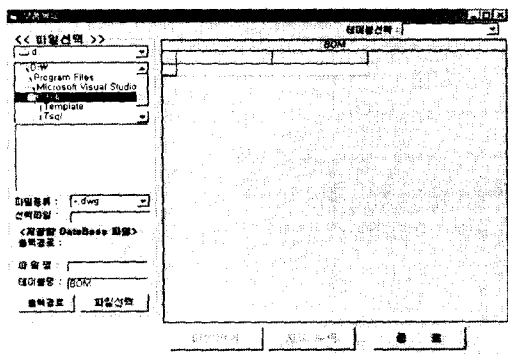 테이블선택 :
<< 파일선택 >>
d
BOM
D:₩
Program Files
Microsoft Visual Studio
Template
Tsql
파일종류 : *.dwg
선택파일 :
<저장할 DateBase 파일>
출력경로 :
파 일 명 :
테이블명 : BOM
출력경로 파일선택
종 료